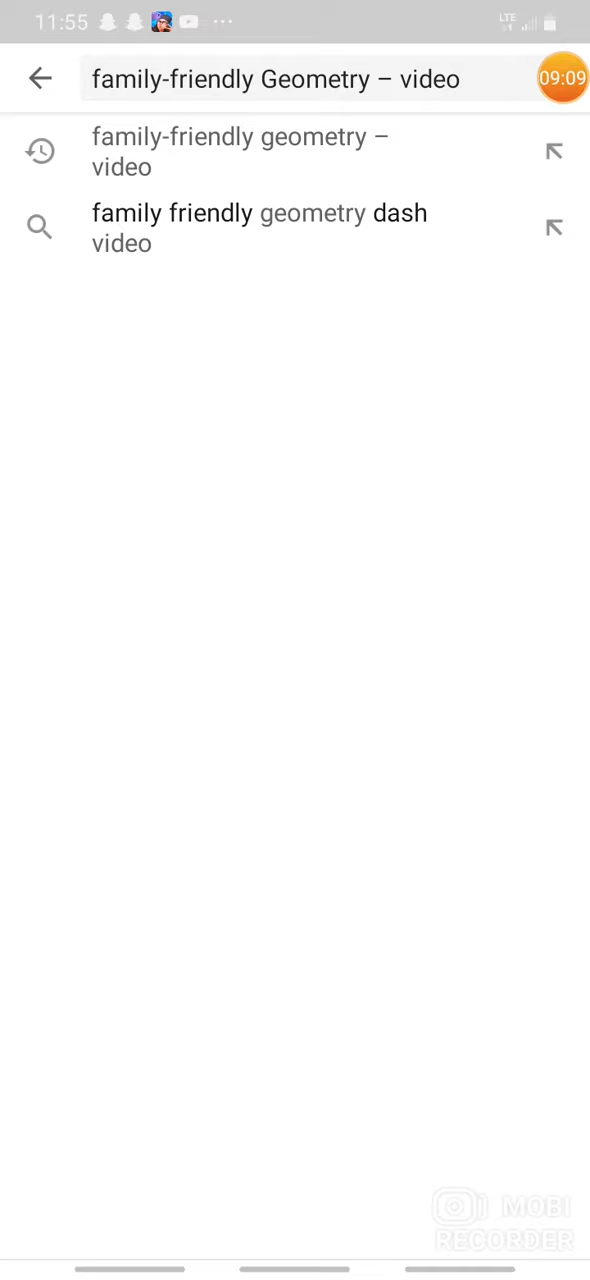 11:55 LTE
family-friendly Geometry – video
09:09
family-friendly geometry –
video
family friendly geometry dash
video
MOBI
RECORDER